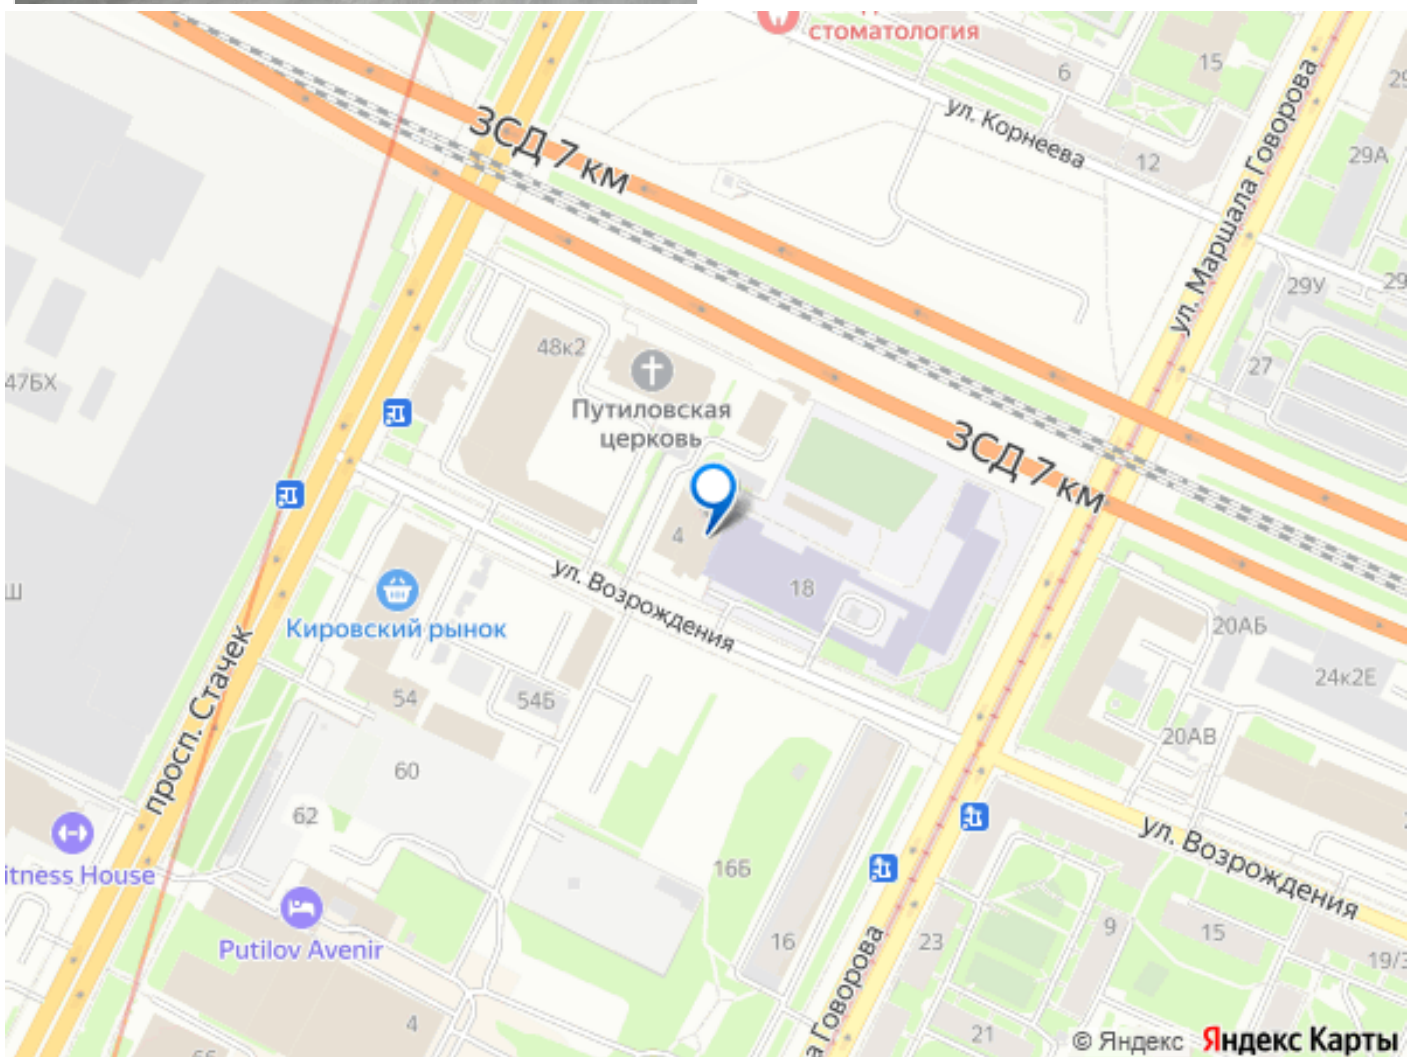 стоматология
6
15
ул. Корнеева
12
29А
ул. Маршала Говорова
ЗСД 7 км
29У
29
27
47БХ
48к2
Путиловская
церковь
ЗСД 7 км
4
18
ул. Возрождения
Кировский рынок
20АБ
24к2Е
54
54Б
20АВ
просп. Стачек
60
62
ул. Возрождения
16Б
itness House
Putilov Avenir
16
23
9
15
19/3
а Говорова
4
21
© Яндекс Яндекс Карты